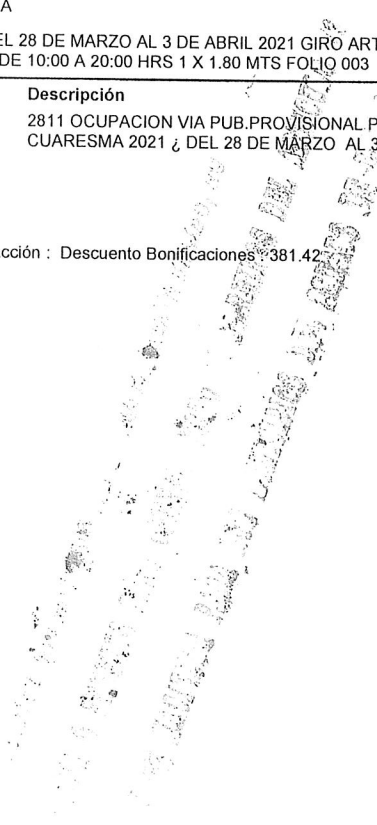 A
EL 28 DE MARZO AL 3 DE ABRIL 2021 GIRO ART
DE 10:00 A 20:00 HRS 1 X 1.80 MTS FOLIO 003
Descripción
2811 OCUPACION VIA PUB.PROVISIONAL P
CUARESMA 2021 ¿ DEL 28 DE MARZO AL 3
cción : Descuento Bonificaciones : 381.42